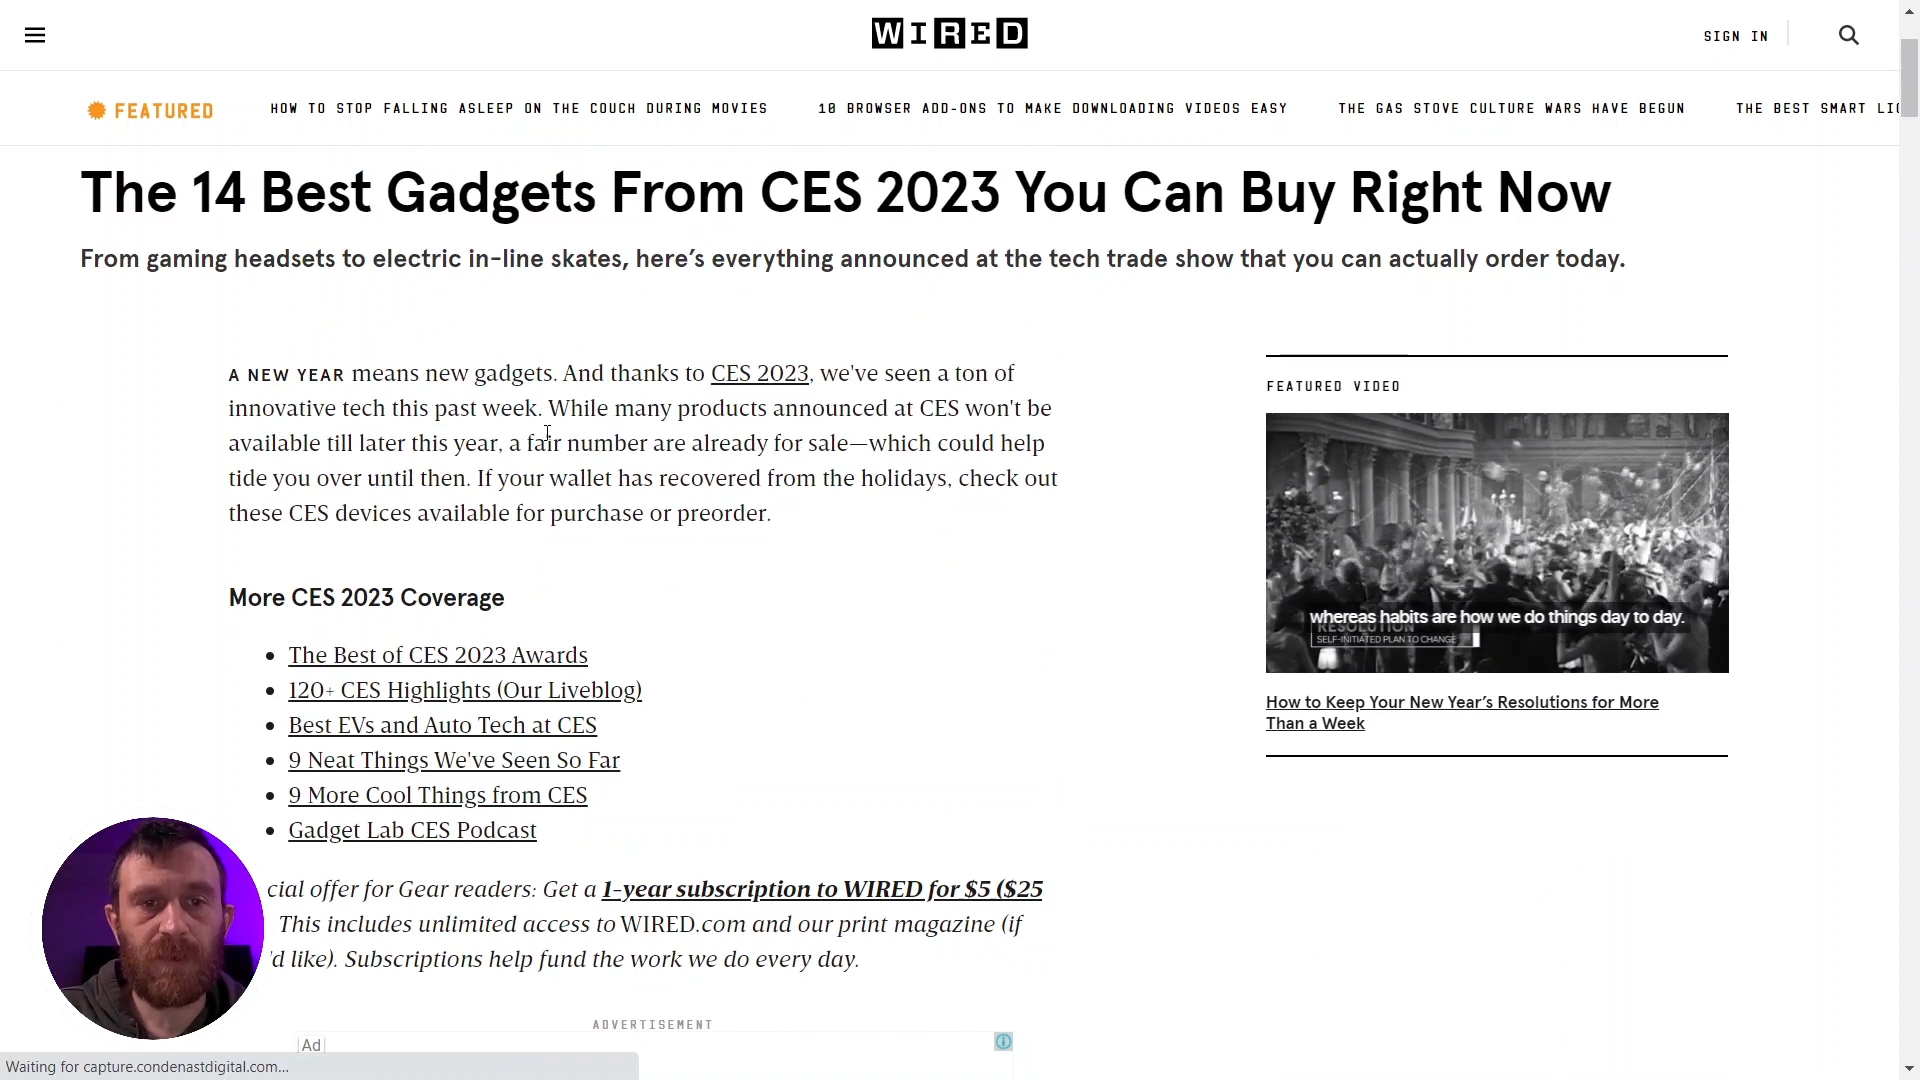 WIRED
SIGN IN
FEATURED
HOW TO STOP FALLING ASLEEP ON THE COUCH DURING MOVIES
10 BROWSER ADD-ONS TO MAKE DOWNLOADING VIDEOS EASY
THE GAS STOVE CULTURE WARS HAVE BEGUN
THE BEST SMART
The 14 Best Gadgets From CES 2023 You Can Buy Right Now
From gaming headsets to electric in-line skates, here’s everything announced at the tech trade show that you can actually order today.
A NEW YEAR means new gadgets. And thanks to CES 2023, we've seen a ton of
innovative tech this past week. While many products announced at CES won't be
available till later this year, a fair number are already for sale—which could help
tide you over until then. If your wallet has recovered from the holidays, check out
these CES devices available for purchase or preorder.
FEATURED VIDEO
whereas habits are how we do things day to day.
RESOLUTION
SELF-INITIATED PLAN TO CHANGE
How to Keep Your New Year’s Resolutions for More
Than a Week
More CES 2023 Coverage
The Best of CES 2023 Awards
120+ CES Highlights (Our Liveblog)
Best EVs and Auto Tech at CES
9 Neat Things We've Seen So Far
9 More Cool Things from CES
Gadget Lab CES Podcast
cial offer for Gear readers: Get a 1-year subscription to WIRED for $5 ($25
This includes unlimited access to WIRED.com and our print magazine (if
'd like). Subscriptions help fund the work we do every day.
ADVERTISEMENT
Ad
Waiting for capture.condenastdigital.com...